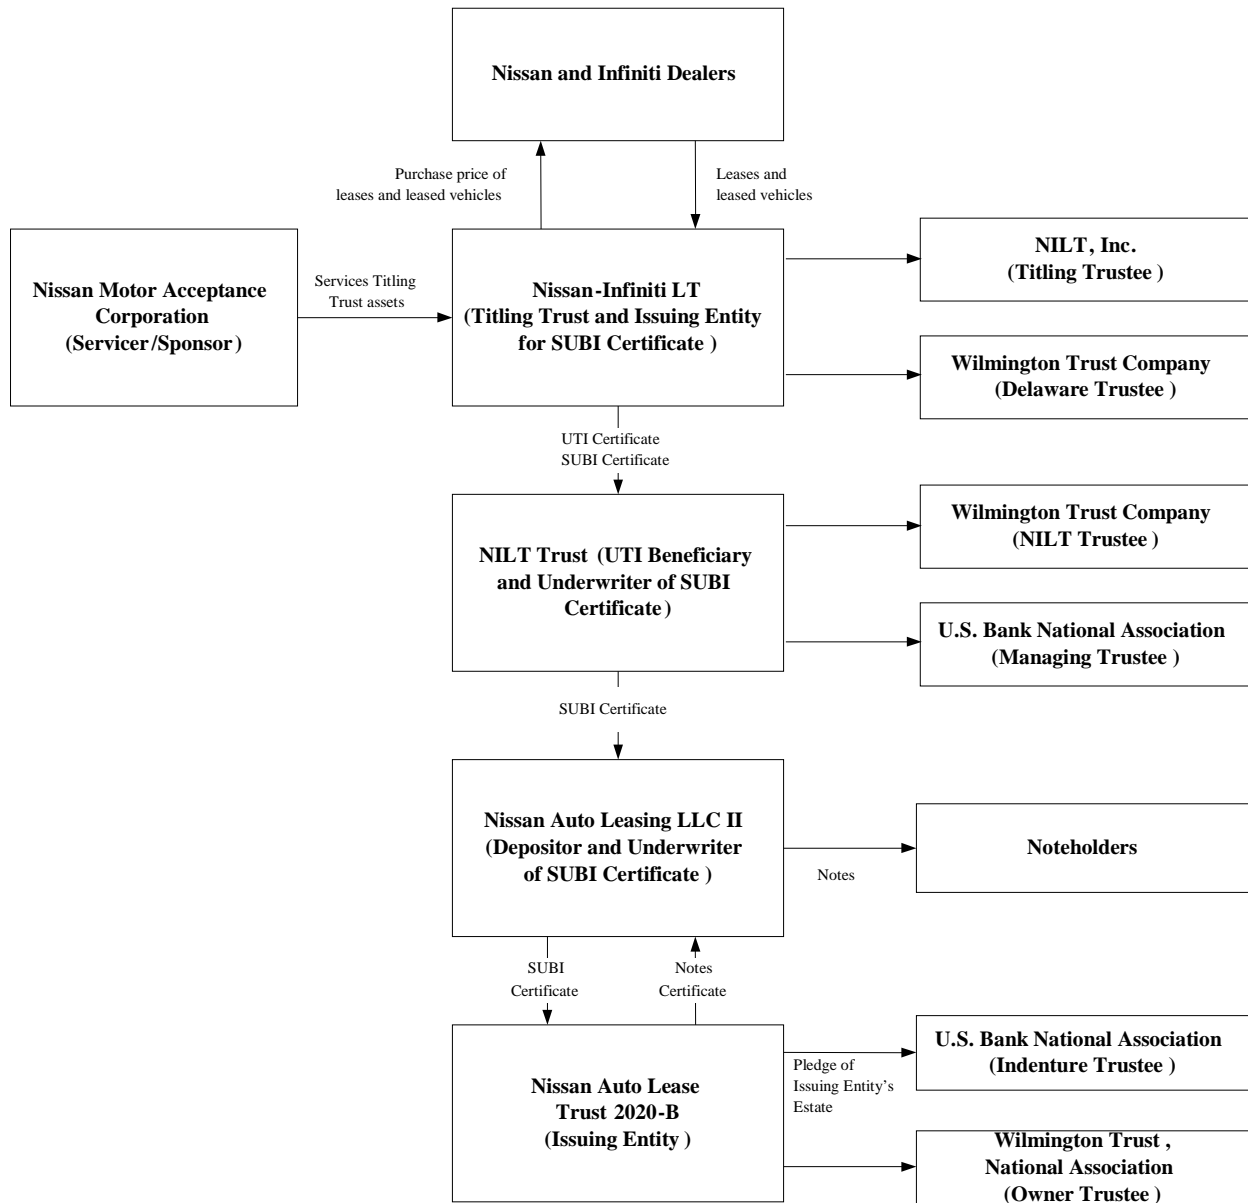 Nissan and Infiniti Dealers
Purchase price of
leases and leased vehicles
Leases and
leased vehicles
Nissan Motor Acceptance
Corporation
(Servicer/Sponsor)
Services Titling
Trust assets
Nissan-Infiniti LT
(Titling Trust and Issuing Entity
for SUBI Certificate)
NILT, Inc.
(Titling Trustee)
Wilmington Trust Company
(Delaware Trustee)
UTI Certificate
SUBI Certificate
NILT Trust (UTI Beneficiary
and Underwriter of SUBI
Certificate)
Wilmington Trust Company
(NILT Trustee)
U.S. Bank National Association
(Managing Trustee)
SUBI Certificate
Nissan Auto Leasing LLC II
(Depositor and Underwriter
of SUBI Certificate)
Notes
Noteholders
SUBI
Certificate
Notes
Certificate
Nissan Auto Lease
Trust 2020-B
(Issuing Entity)
Pledge of
Issuing Entity's
Estate
U.S. Bank National Association
(Indenture Trustee)
Wilmington Trust,
National Association
(Owner Trustee)